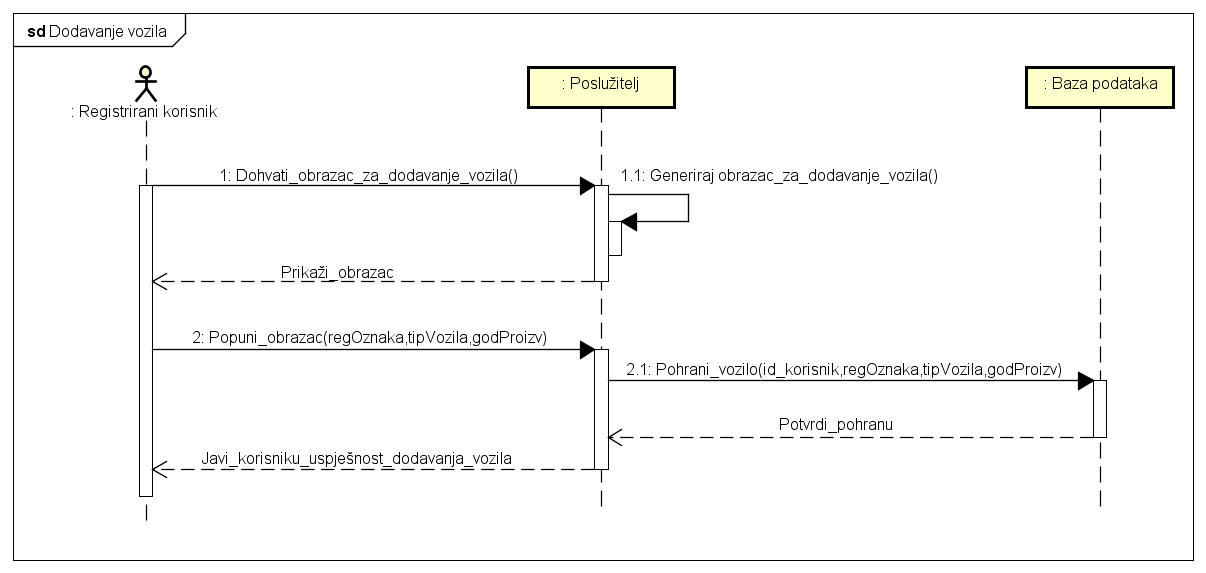 sd Dodavanje vozila
: Registrirani korisnik
: Poslužitelj
: Baza podataka
1: Dohvati_obrazac_za_dodavanje_vozila()
1.1: Generiraj obrazac_za_dodavanje_vozila()
Prikaži_obrazac
2: Popuni_obrazac(regOznaka,tipVozila,godProizv)
2.1: Pohrani_vozilo(id_korisnik,regOznaka,tipVozila,godProizv)
Potvrdi_pohranu
Javi_korisniku_uspješnost_dodavanja_vozila